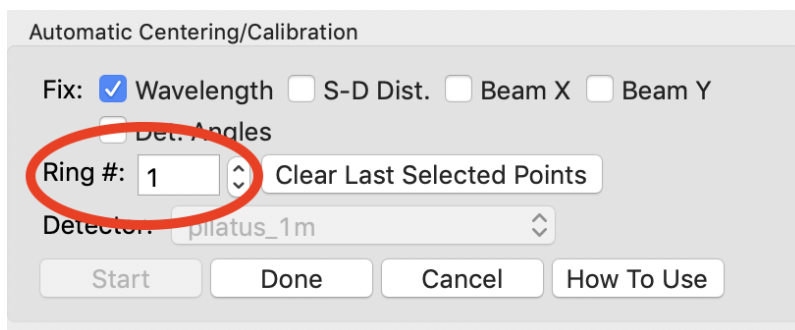 Automatic Centering/Calibration
Fix: Wavelength S-D Dist. Beam X Beam Y
Det. Angles
Ring #: 1 Clear Last Selected Points
Detector: pilatus_1m
Start Done Cancel How To Use